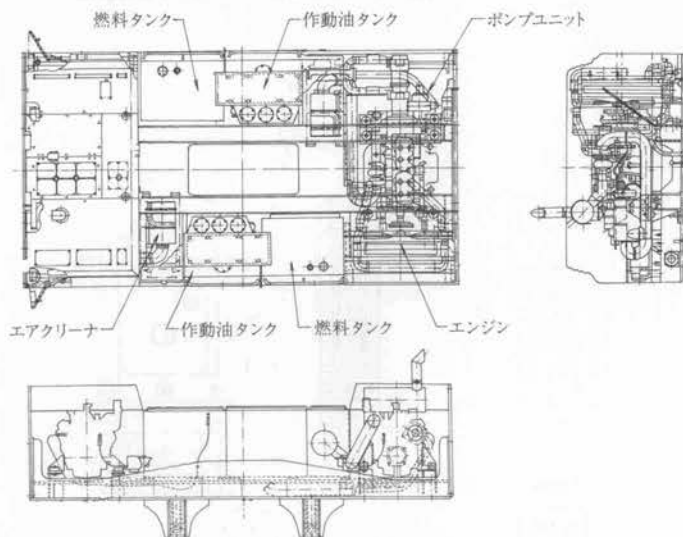 燃料タンク
作動油タンク
ポンプユニット
エアクリーナ
作動油タンク
燃料タンク
エンジン